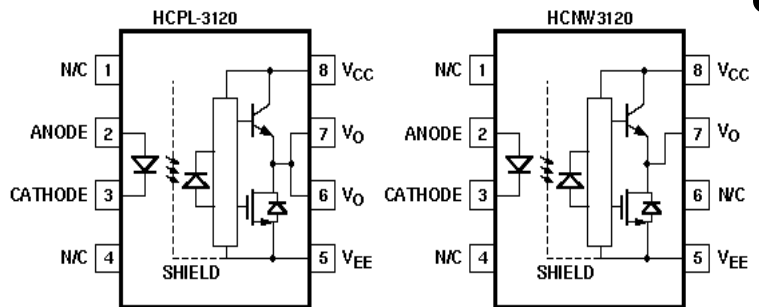 HCPL-3120
N/C 1
8 VCC
ANODE 2
7 VO
CATHODE 3
6 VO
N/C 4
5 VEE
SHIELD
HCNW3120
N/C 1
8 VCC
ANODE 2
7 VO
CATHODE 3
6 N/C
N/C 4
5 VEE
SHIELD